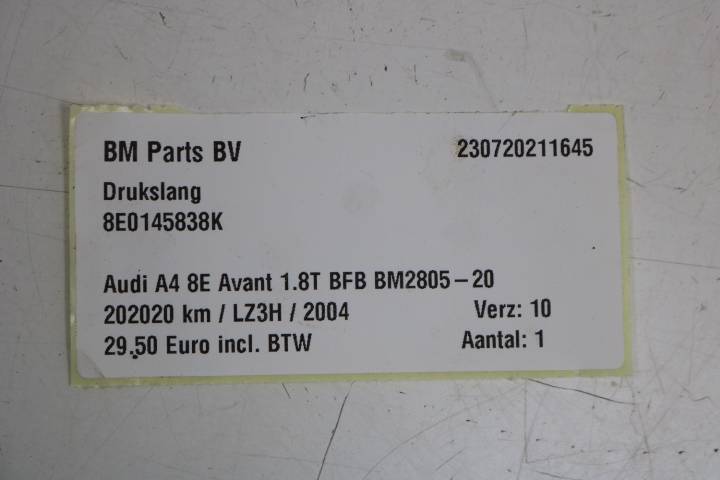 BM Parts BV 230720211645
Drukslang
8E0145838K
Audi A4 8E Avant 1.8T BFB BM2805-20
202020 km / LZ3H / 2004 Verz: 10
29.50 Euro incl. BTW Aantal: 1